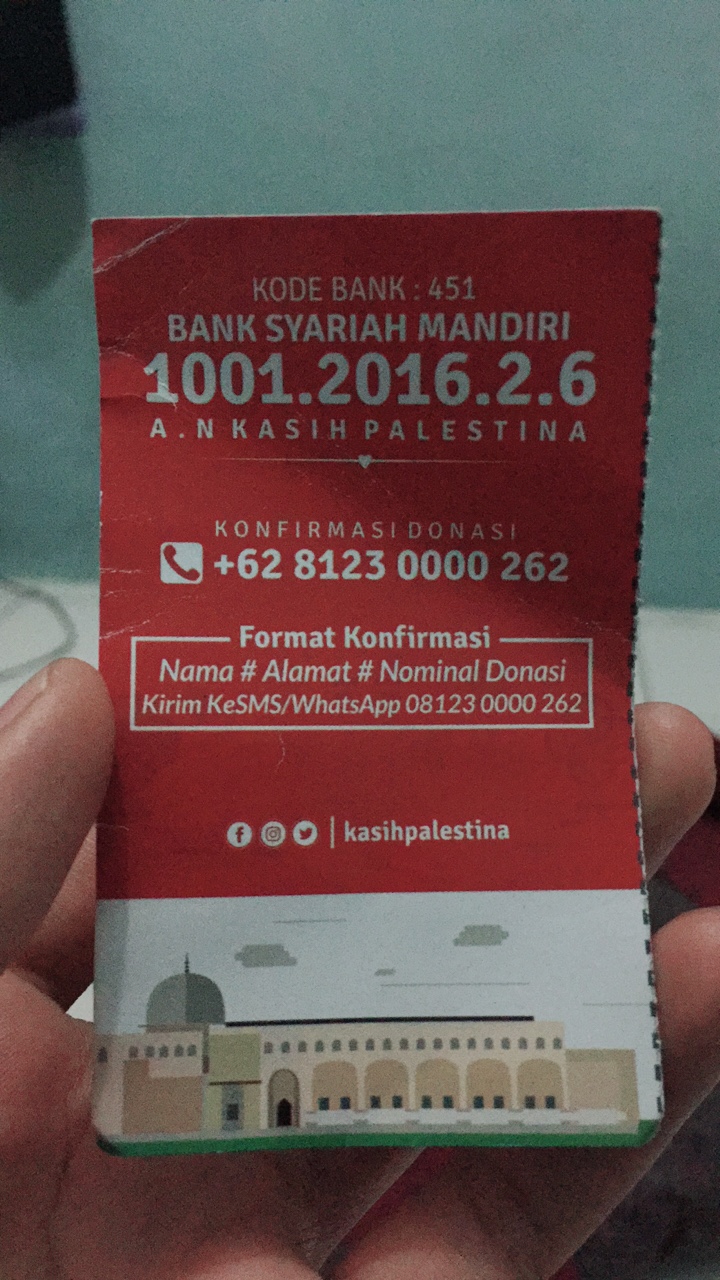 KODE BANK : 451
BANK SYARIAH MANDIRI
1001.2016.2.6
A.N KASIH PALESTINA
KONFIRMASI DONASI
+62 8123 0000 262
Format Konfirmasi
Nama # Alamat # Nominal Donasi
Kirim KeSMS/WhatsApp 08123 0000 262
kasihpalestina